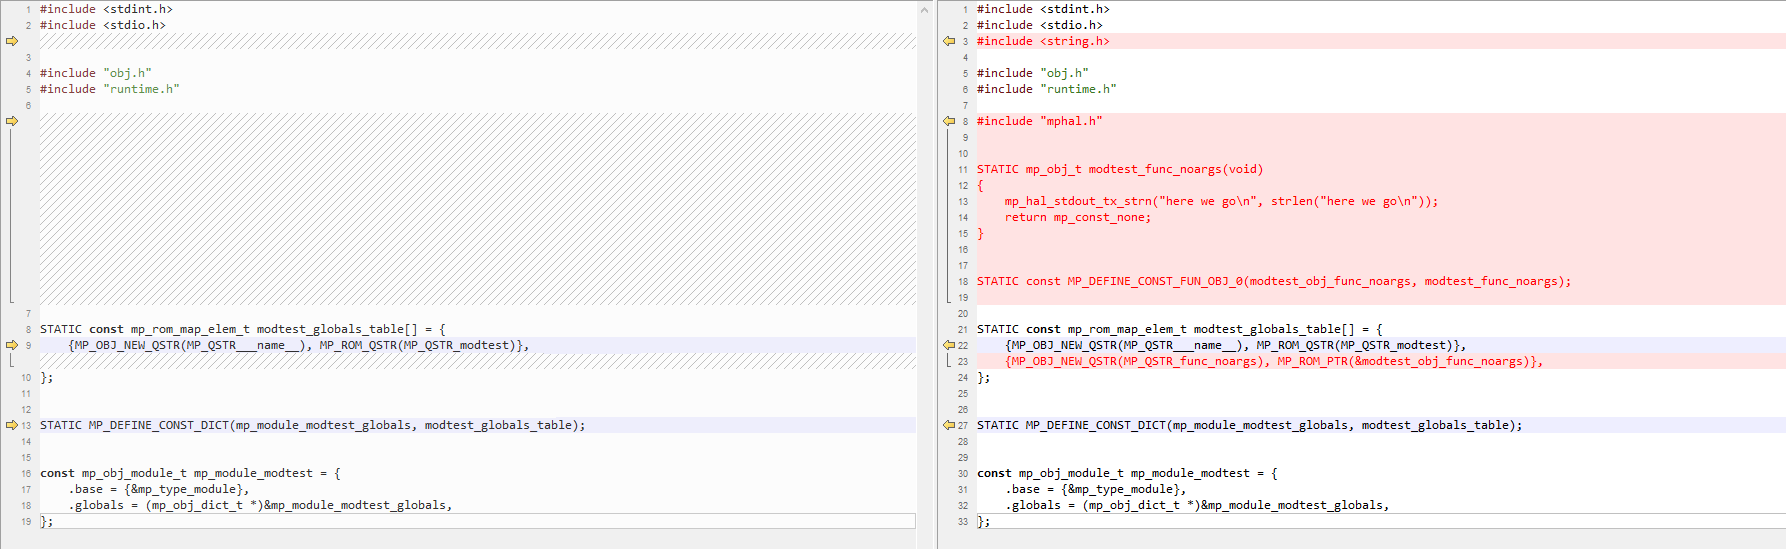 1 #include <stdint.h>
2 #include <stdio.h>
3
4 #include "obj.h"
5 #include "runtime.h"
6
7
8 STATIC const mp_rom_map_elem_t modtest_globals_table[] = {
9     {MP_OBJ_NEW_QSTR(MP_QSTR___name__), MP_ROM_QSTR(MP_QSTR_modtest)},
10 };
11
12
13 STATIC MP_DEFINE_CONST_DICT(mp_module_modtest_globals, modtest_globals_table);
14
15
16 const mp_obj_module_t mp_module_modtest = {
17     .base = {&mp_type_module},
18     .globals = (mp_obj_dict_t *)&mp_module_modtest_globals,
19 };
1 #include <stdint.h>
2 #include <stdio.h>
3 #include <string.h>
4
5 #include "obj.h"
6 #include "runtime.h"
7
8 #include "mphal.h"
9
10
11 STATIC mp_obj_t modtest_func_noargs(void)
12 {
13     mp_hal_stdout_tx_strn("here we go\n", strlen("here we go\n"));
14     return mp_const_none;
15 }
16
17
18 STATIC const MP_DEFINE_CONST_FUN_OBJ_0(modtest_obj_func_noargs, modtest_func_noargs);
19
20
21 STATIC const mp_rom_map_elem_t modtest_globals_table[] = {
22     {MP_OBJ_NEW_QSTR(MP_QSTR___name__), MP_ROM_QSTR(MP_QSTR_modtest)},
23     {MP_OBJ_NEW_QSTR(MP_QSTR_func_noargs), MP_ROM_PTR(&modtest_obj_func_noargs)},
24 };
25
26
27 STATIC MP_DEFINE_CONST_DICT(mp_module_modtest_globals, modtest_globals_table);
28
29
30 const mp_obj_module_t mp_module_modtest = {
31     .base = {&mp_type_module},
32     .globals = (mp_obj_dict_t *)&mp_module_modtest_globals,
33 };